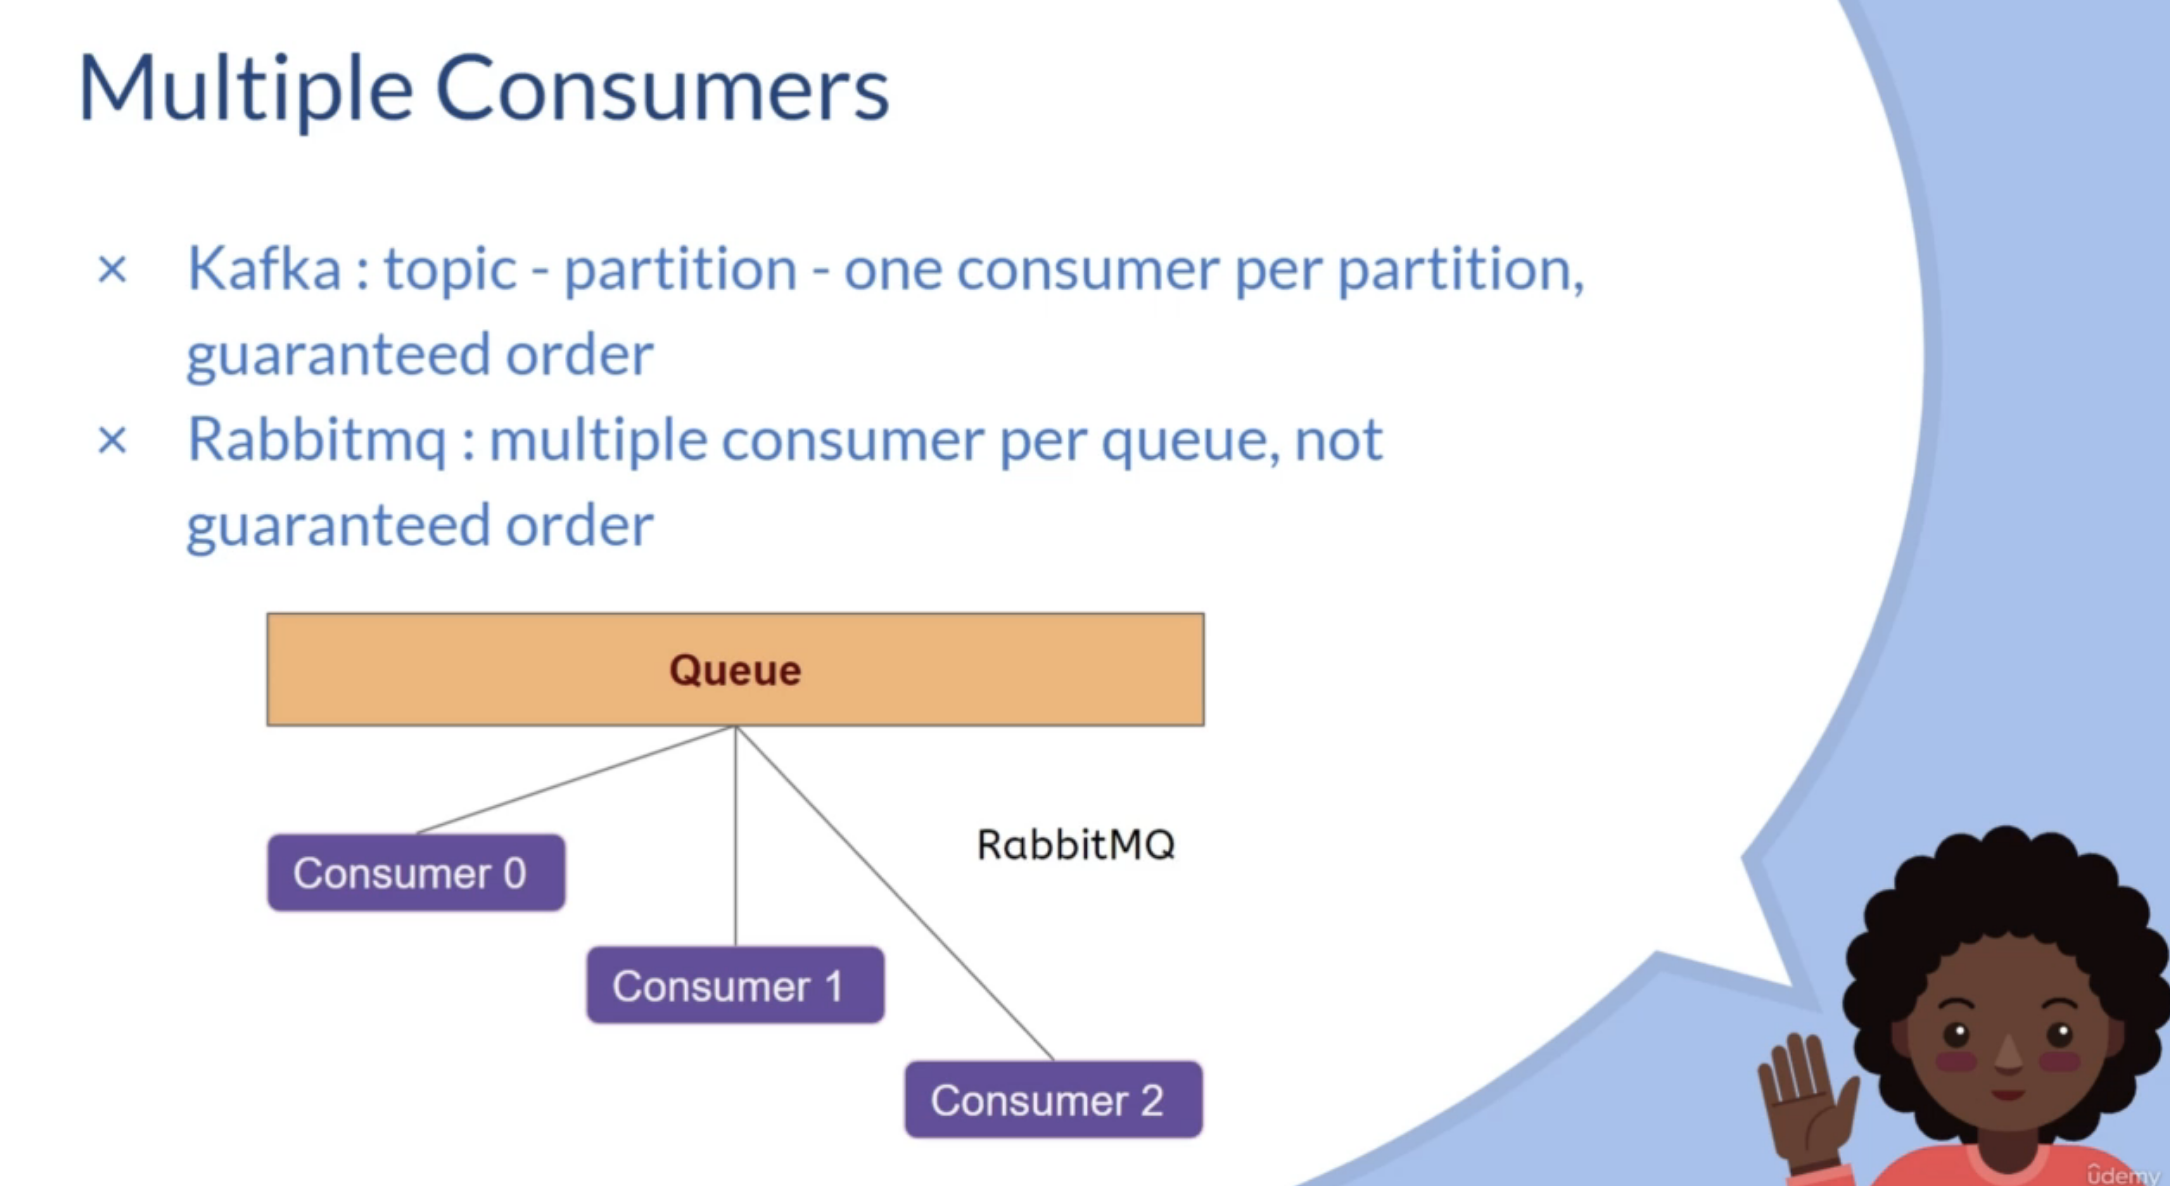 Multiple Consumers
× Kafka : topic - partition - one consumer per partition,
guaranteed order
× Rabbitmq : multiple consumer per queue, not
guaranteed order
Queue
RabbitMQ
Consumer 0
Consumer 1
Consumer 2
ûdemy